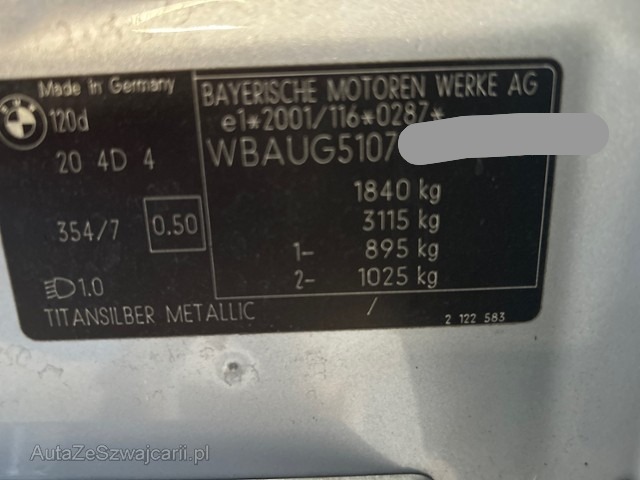 Made in Germany
120d
20 4D 4
354/7 0.50
1.0
TITANSILBER METALLIC
BAYERISCHE MOTOREN WERKE AG
e1*2001/116*0287*
WBAUG5107
1840 kg
3115 kg
1- 895 kg
2- 1025 kg
/
2 122 583
AutaZeSzwajcarii.pl